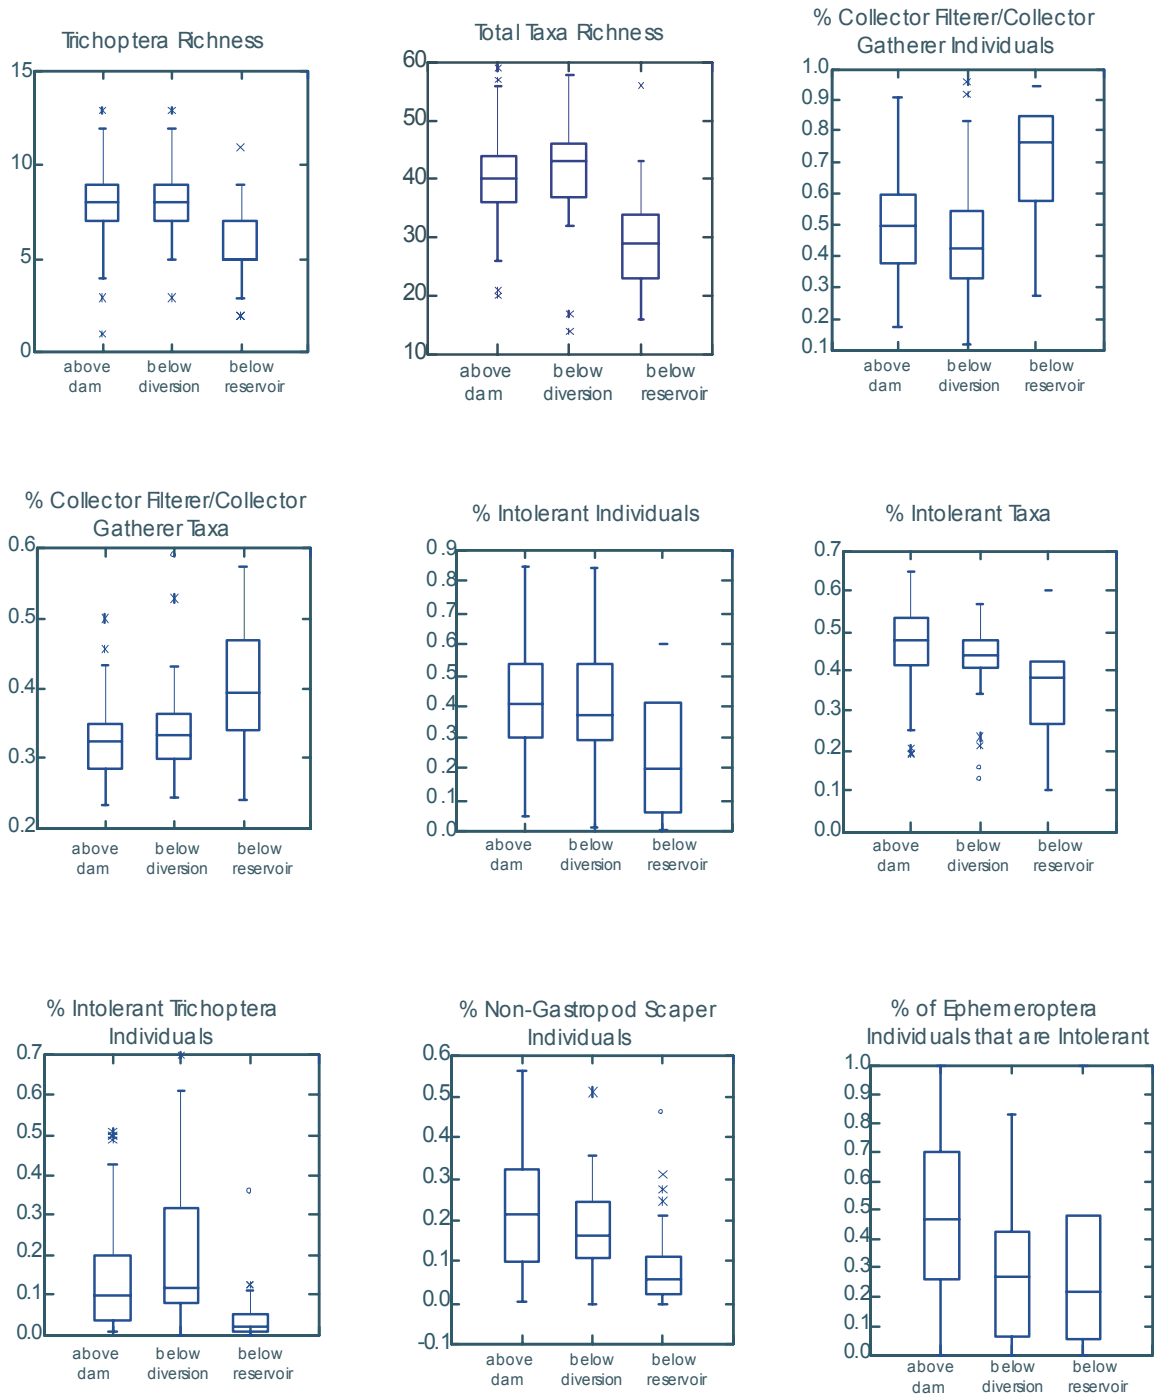 Trichoptera Richness
15
10
5
0
above
dam
below
diversion
below
reservoir
Total Taxa Richness
60
50
40
30
20
10
above
dam
below
diversion
below
reservoir
% Collector Filterer/Collector
Gatherer Individuals
1.0
0.9
0.8
0.7
0.6
0.5
0.4
0.3
0.2
0.1
above
dam
below
diversion
below
reservoir
% Collector Filterer/Collector
Gatherer Taxa
0.6
0.5
0.4
0.3
0.2
above
dam
below
diversion
below
reservoir
% Intolerant Individuals
0.9
0.8
0.7
0.6
0.5
0.4
0.3
0.2
0.1
0.0
above
dam
below
diversion
below
reservoir
% Intolerant Taxa
0.7
0.6
0.5
0.4
0.3
0.2
0.1
0.0
above
dam
below
diversion
below
reservoir
% Intolerant Trichoptera
Individuals
0.7
0.6
0.5
0.4
0.3
0.2
0.1
0.0
above
dam
below
diversion
below
reservoir
% Non-Gastropod Scaper
Individuals
0.6
0.5
0.4
0.3
0.2
0.1
0.0
-0.1
above
dam
below
diversion
below
reservoir
% of Ephemeroptera
Individuals that are Intolerant
1.0
0.9
0.8
0.7
0.6
0.5
0.4
0.3
0.2
0.1
0.0
above
dam
below
diversion
below
reservoir